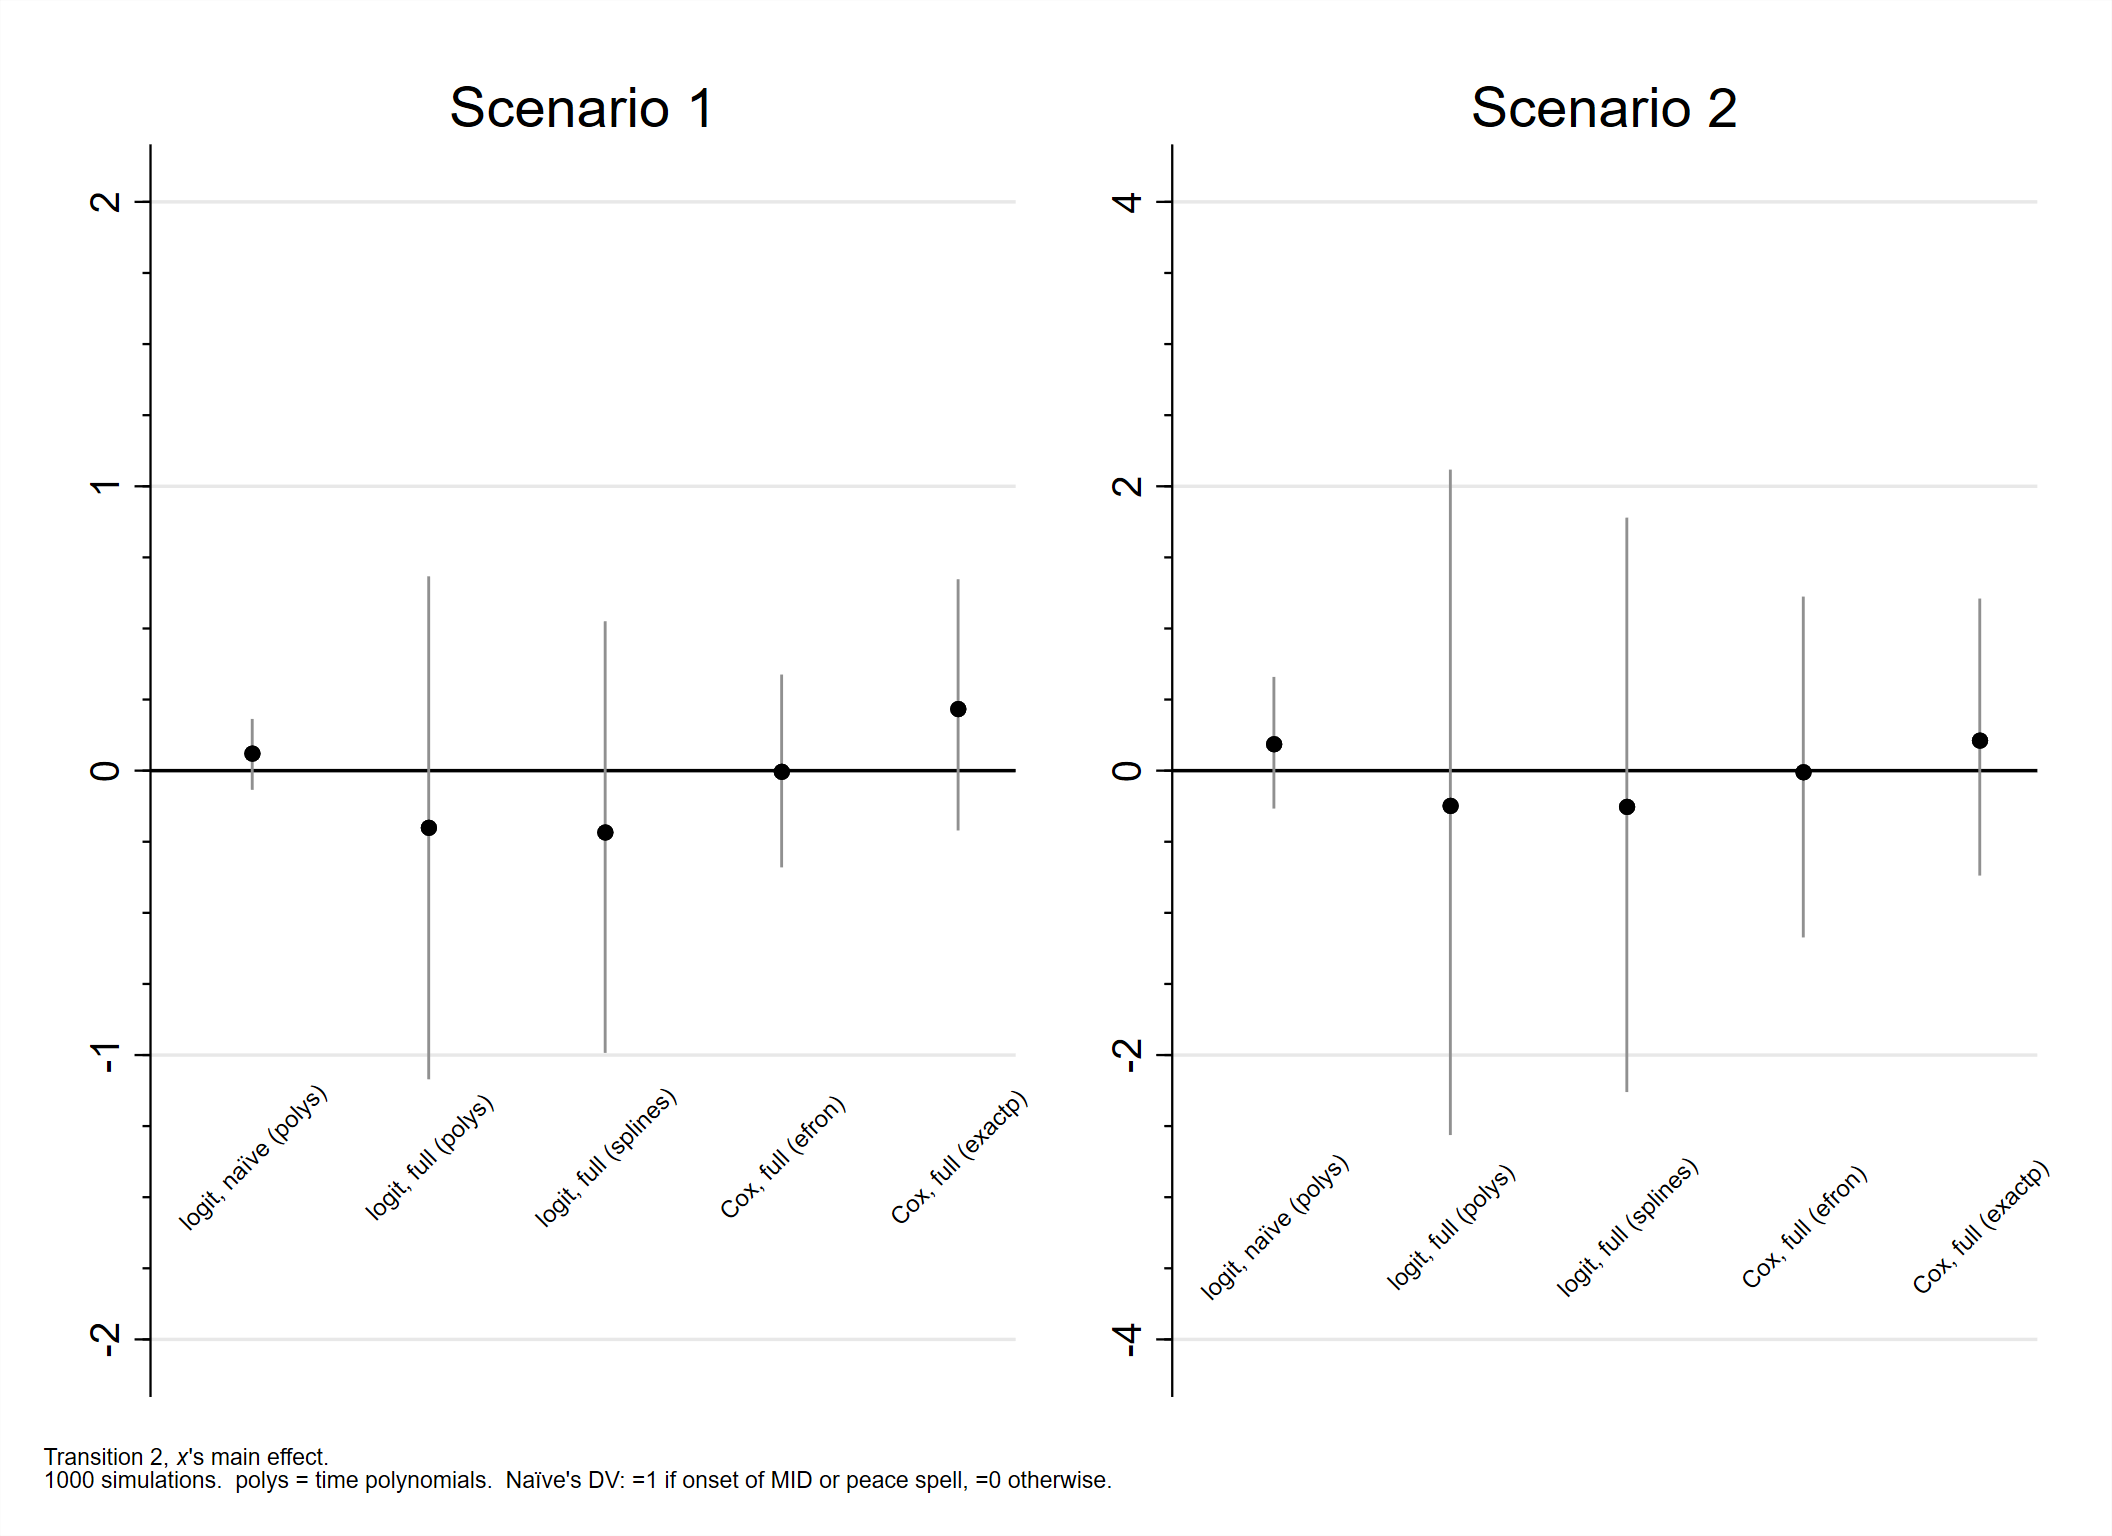 Scenario 1
2
1
0
-1
-2
logit, naïve (polys)
logit, full (polys)
logit, full (splines)
Cox, full (efron)
Cox, full (exactp)
Scenario 2
4
2
0
-2
-4
logit, naïve (polys)
logit, full (polys)
logit, full (splines)
Cox, full (efron)
Cox, full (exactp)
Transition 2, x's main effect.
1000 simulations.  polys = time polynomials.  Naïve's DV: =1 if onset of MID or peace spell, =0 otherwise.